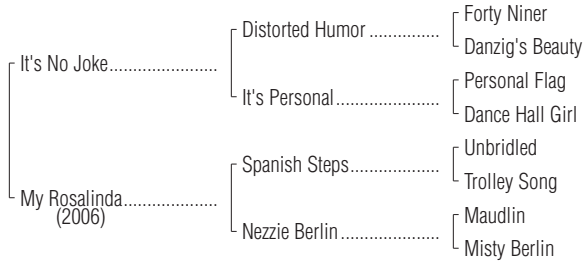 Forty Niner
Distorted Humor
Danzig's Beauty
It's No Joke
Personal Flag
It's Personal
Dance Hall Girl
Unbridled
Spanish Steps
Trolley Song
My Rosalinda
(2006)
Maudlin
Nezzie Berlin
Misty Berlin